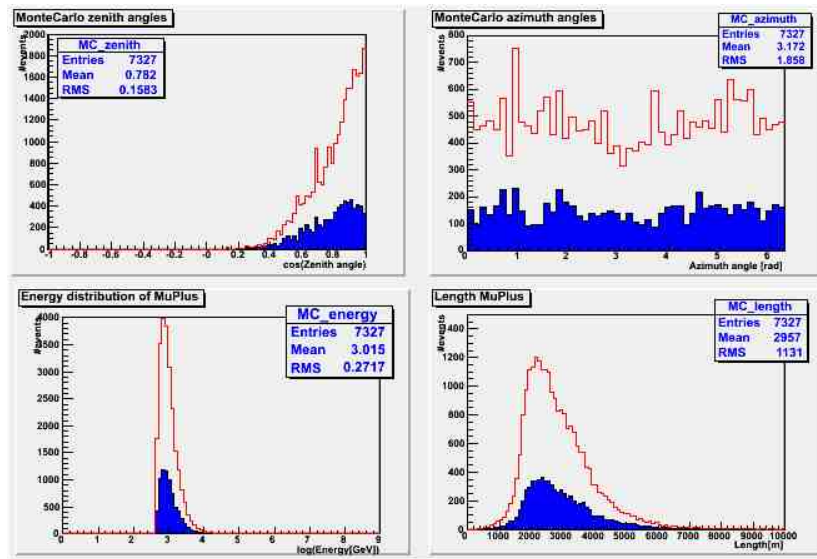 MonteCarlo zenith angles
MC_zenith
Entries 7327
Mean 0.782
RMS 0.1583
#events
2000
1800
1600
1400
1200
1000
800
600
400
200
0
-1 -0.8 -0.6 -0.4 -0.2 0 0.2 0.4 0.6 0.8 1
cos(Zenith angle)
MonteCarlo azimuth angles
MC_azimuth
Entries 7327
Mean 3.172
RMS 1.858
#events
800
700
600
500
400
300
200
100
0
0 1 2 3 4 5 6
Azimuth angle [rad]
Energy distribution of MuPlus
MC_energy
Entries 7327
Mean 3.015
RMS 0.2717
#events
4000
3500
3000
2500
2000
1500
1000
500
0
0 1 2 3 4 5 6 7 8 9
log(Energy[GeV])
Length MuPlus
MC_length
Entries 7327
Mean 2957
RMS 1131
#events
1400
1200
1000
800
600
400
200
0
0 1000 2000 3000 4000 5000 6000 7000 8000 9000 10000
Length[m]